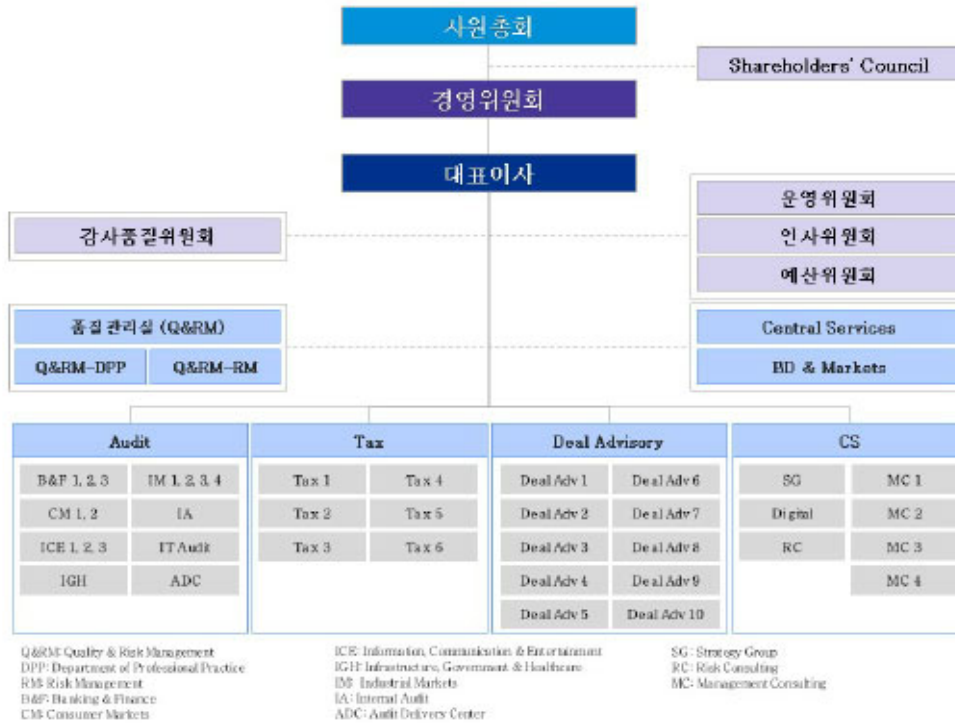 사원총회
Shareholders' Council
경영위원회
대표이사
운영위원회
감사품질위원회
인사위원회
예산위원회
품질관리실 (Q&RM)
Central Services
Q&RM-DPP
Q&RM-RM
BD & Markets
Audit
Tax
Deal Advisory
CS
B&F 1, 2, 3
IM 1, 2, 3, 4
Tax 1
Tax 4
Deal Adv 1
Deal Adv 6
SG
MC 1
CM 1, 2
IA
Tax 2
Tax 5
Deal Adv 2
Deal Adv 7
Digital
MC 2
ICE 1, 2, 3
IT Audit
Tax 3
Tax 6
Deal Adv 3
Deal Adv 8
RC
MC 3
IGH
ADC
Deal Adv 4
Deal Adv 9
MC 4
Deal Adv 5
Deal Adv 10
Q&RM: Quality & Risk Management
DPP: Department of Professional Practice
RM: Risk Management
B&F: Banking & Finance
CM: Consumer Markets
ICE: Information, Communication & Entertainment
IGH: Infrastructure, Government & Healthcare
IM: Industrial Markets
IA: Internal Audit
ADC: Audit Delivery Center
SG: Strategy Group
RC: Risk Consulting
MC: Management Consulting